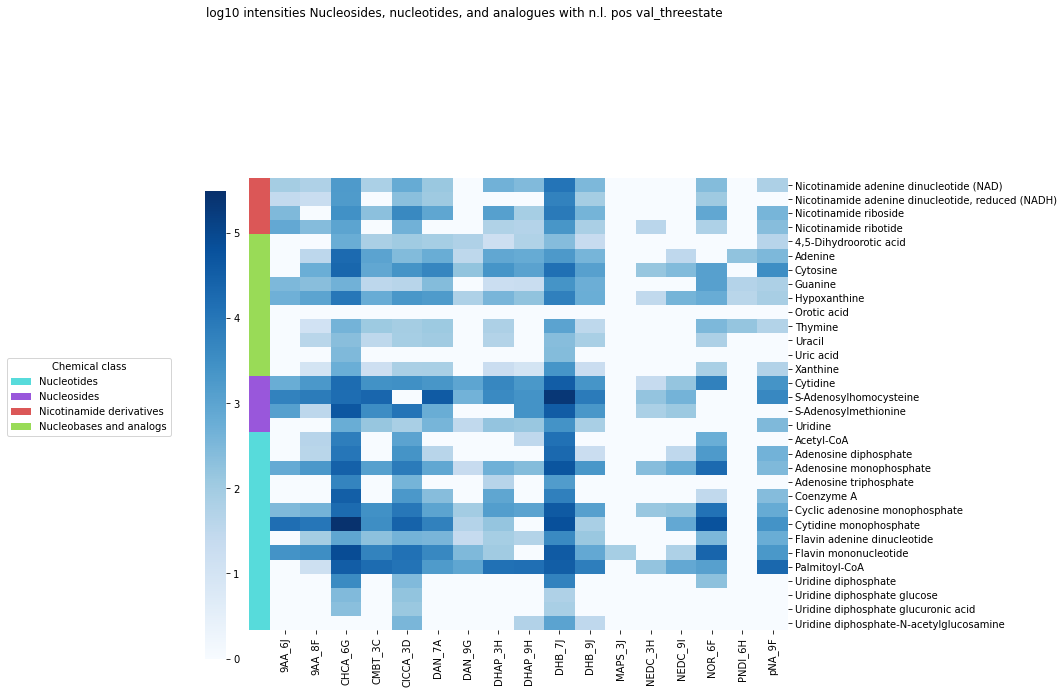 log10 intensities Nucleosides, nucleotides, and analogues with n.l. pos val_threestate
Nicotinamide adenine dinucleotide (NAD)
Nicotinamide adenine dinucleotide, reduced (NADH)
Nicotinamide riboside
Nicotinamide ribotide
4,5-Dihydroorotic acid
Adenine
Cytosine
Guanine
Hypoxanthine
Orotic acid
Thymine
Uracil
Uric acid
Xanthine
Cytidine
S-Adenosylhomocysteine
S-Adenosylmethionine
Uridine
Acetyl-CoA
Adenosine diphosphate
Adenosine monophosphate
Adenosine triphosphate
Coenzyme A
Cyclic adenosine monophosphate
Cytidine monophosphate
Flavin adenine dinucleotide
Flavin mononucleotide
Palmitoyl-CoA
Uridine diphosphate
Uridine diphosphate glucose
Uridine diphosphate glucuronic acid
Uridine diphosphate-N-acetylglucosamine
5
4
3
2
1
0
Chemical class
Nucleotides
Nucleosides
Nicotinamide derivatives
Nucleobases and analogs
9AA_6J
9AA_8F
CHCA_6G
CMBT_3C
ClCCA_3D
DAN_7A
DAN_9G
DHAP_3H
DHAP_9H
DHB_7J
DHB_9J
MAPS_3J
NEDC_3H
NEDC_9I
NOR_6F
PNDI_6H
pNA_9F